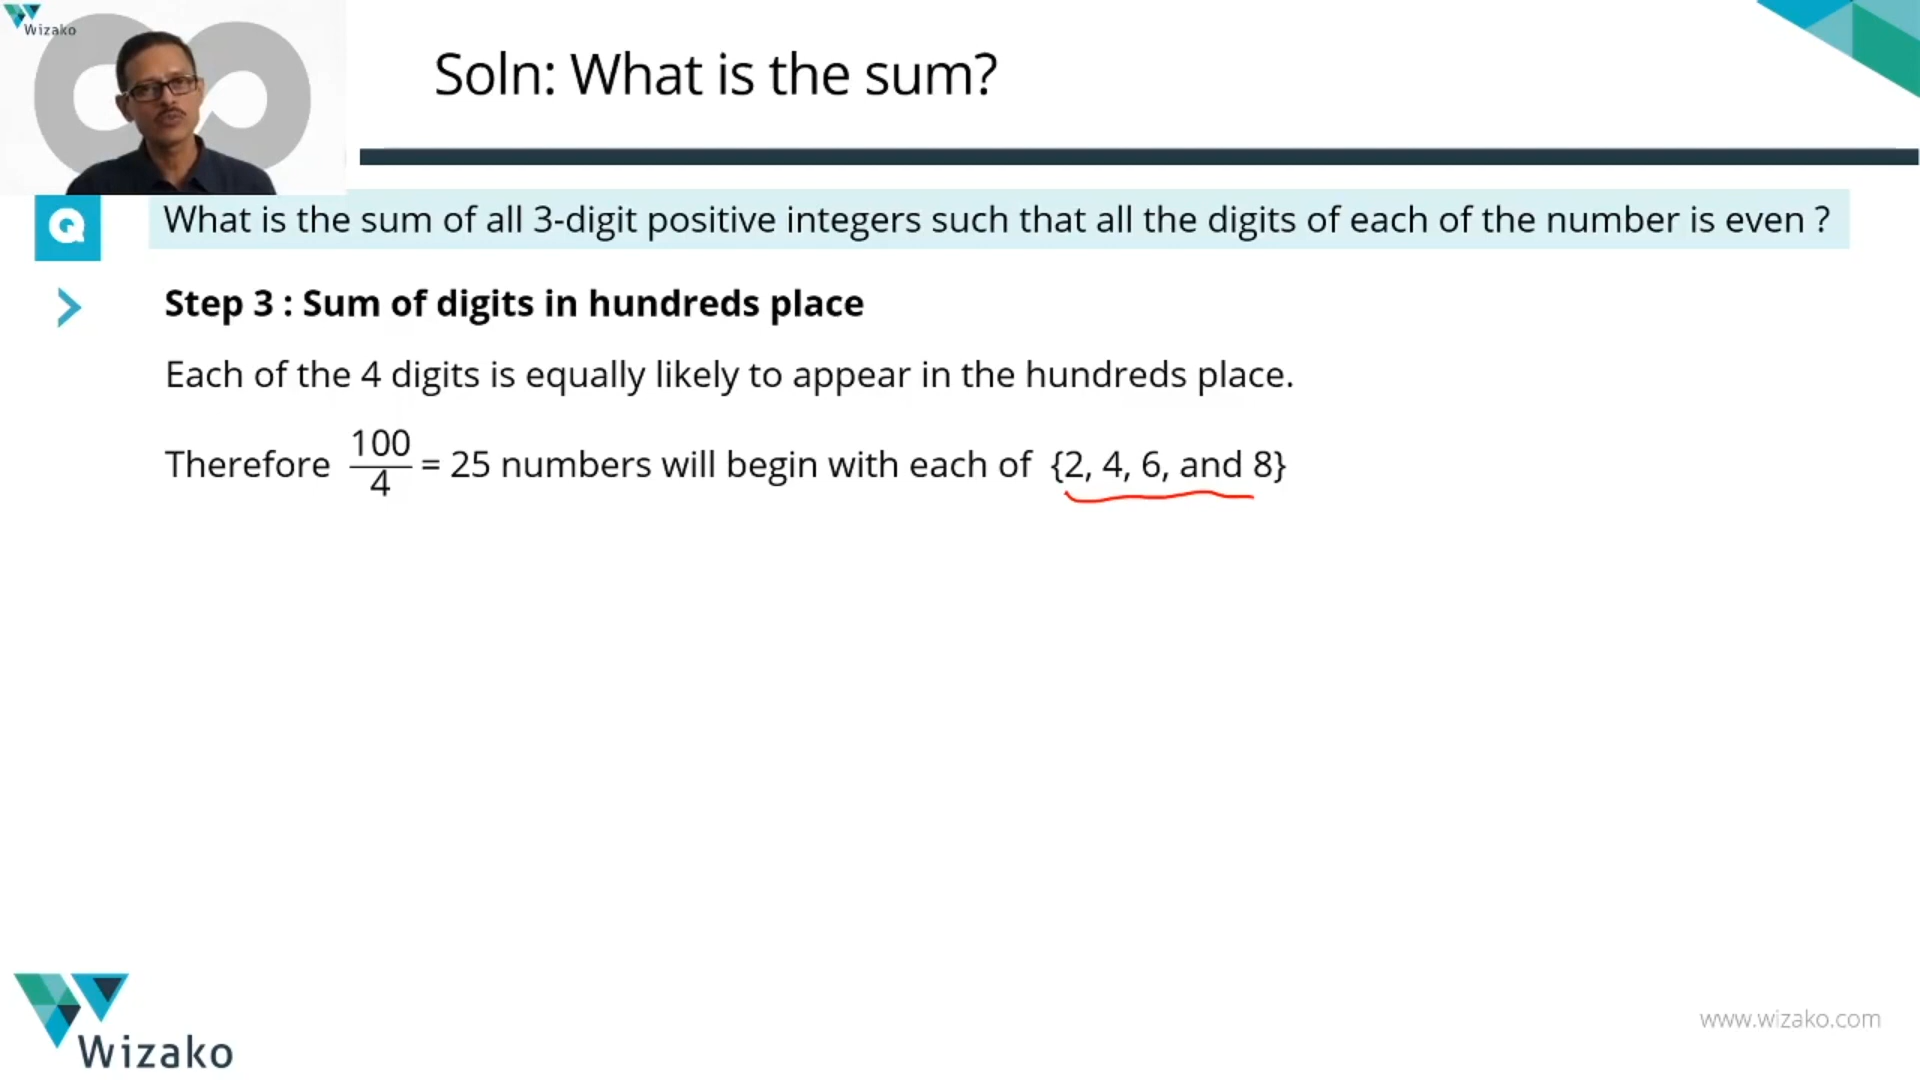 Wizako
Soln: What is the sum?
Q
What is the sum of all 3-digit positive integers such that all the digits of each of the number is even ?
Step 3 : Sum of digits in hundreds place
Each of the 4 digits is equally likely to appear in the hundreds place.
Therefore 100/4 = 25 numbers will begin with each of {2, 4, 6, and 8}
Wizako
www.wizako.com